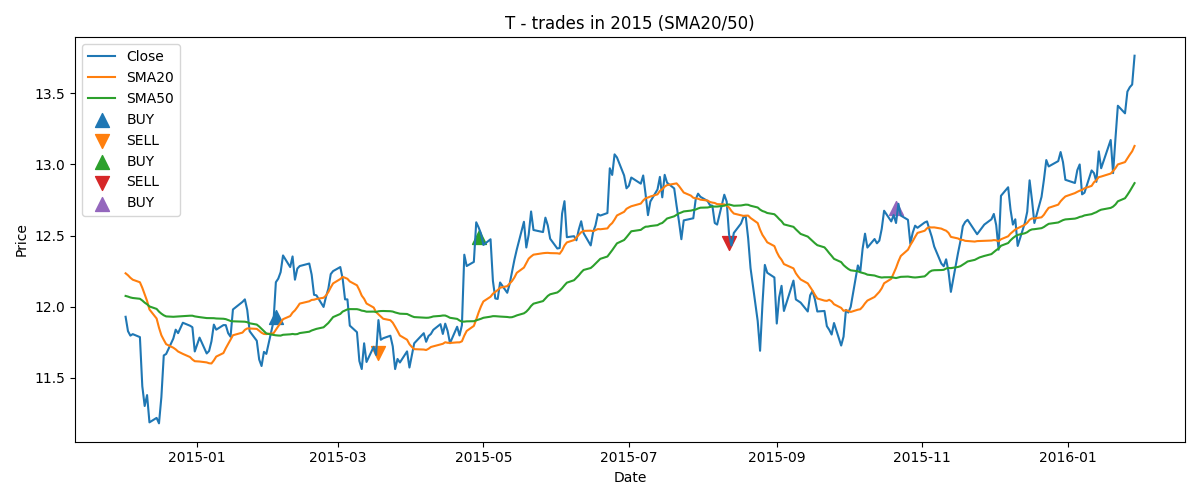 T - trades in 2015 (SMA20/50)
Close
SMA20
SMA50
BUY
SELL
BUY
SELL
BUY
Price
13.5
13.0
12.5
12.0
11.5
2015-01 2015-03 2015-05 2015-07 2015-09 2015-11 2016-01
Date